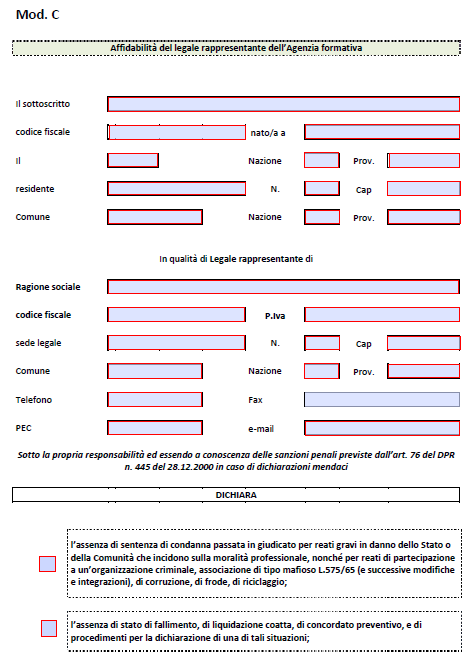 Mod. C
Affidabilità del legale rappresentante dell'Agenzia formativa
Il sottoscritto
codice fiscale nato/a a
Il Nazione Prov.
residente N. Cap
Comune Nazione Prov.
In qualità di Legale rappresentante di
Ragione sociale
codice fiscale P.Iva
sede legale N. Cap
Comune Nazione Prov.
Telefono Fax
PEC e-mail
Sotto la propria responsabilità ed essendo a conoscenza delle sanzioni penali previste dall'art. 76 del DPR
n. 445 del 28.12.2000 in caso di dichiarazioni mendaci
DICHIARA
l'assenza di sentenza di condanna passata in giudicato per reati gravi in danno dello Stato o
della Comunità che incidono sulla moralità professionale, nonché per reati di partecipazione
a un'organizzazione criminale, associazione di tipo mafioso L.575/65 (e successive modifiche
e integrazioni), di corruzione, di frode, di riciclaggio;
l'assenza di stato di fallimento, di liquidazione coatta, di concordato preventivo, e di
procedimenti per la dichiarazione di una di tali situazioni;